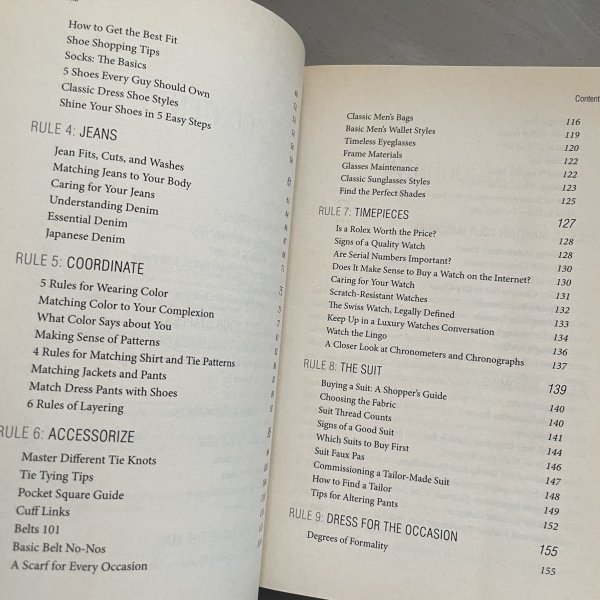 How to Get the Best Fit
Shoe Shopping Tips
Socks: The Basics
5 Shoes Every Guy Should Own
Classic Dress Shoe Styles
Shine Your Shoes in 5 Easy Steps
RULE 4: JEANS
Jean Fits, Cuts, and Washes
Matching Jeans to Your Body
Caring for Your Jeans
Understanding Denim
Essential Denim
Japanese Denim
RULE 5: COORDINATE
5 Rules for Wearing Color
Matching Color to Your Complexion
What Color Says about You
Making Sense of Patterns
4 Rules for Matching Shirt and Tie Patterns
Matching Jackets and Pants
Match Dress Pants with Shoes
6 Rules of Layering
RULE 6: ACCESSORIZE
Master Different Tie Knots
Tie Tying Tips
Pocket Square Guide
Cuff Links
Belts 101
Basic Belt No-Nos
A Scarf for Every Occasion
Content
Classic Men's Bags 116
Basic Men's Wallet Styles 119
Timeless Eyeglasses 120
Frame Materials 122
Glasses Maintenance 122
Classic Sunglasses Styles 123
Find the Perfect Shades 125
RULE 7: TIMEPIECES 127
Is a Rolex Worth the Price? 128
Signs of a Quality Watch 128
Are Serial Numbers Important? 130
Does It Make Sense to Buy a Watch on the Internet? 130
Caring for Your Watch 131
Scratch-Resistant Watches 132
The Swiss Watch, Legally Defined 133
Keep Up in a Luxury Watches Conversation 134
Watch the Lingo 136
A Closer Look at Chronometers and Chronographs 137
RULE 8: THE SUIT 139
Buying a Suit: A Shopper's Guide 140
Choosing the Fabric 140
Suit Thread Counts 141
Signs of a Good Suit 144
Which Suits to Buy First 146
Suit Faux Pas 147
Commissioning a Tailor-Made Suit 148
How to Find a Tailor 149
Tips for Altering Pants 152
RULE 9: DRESS FOR THE OCCASION 155
Degrees of Formality 155